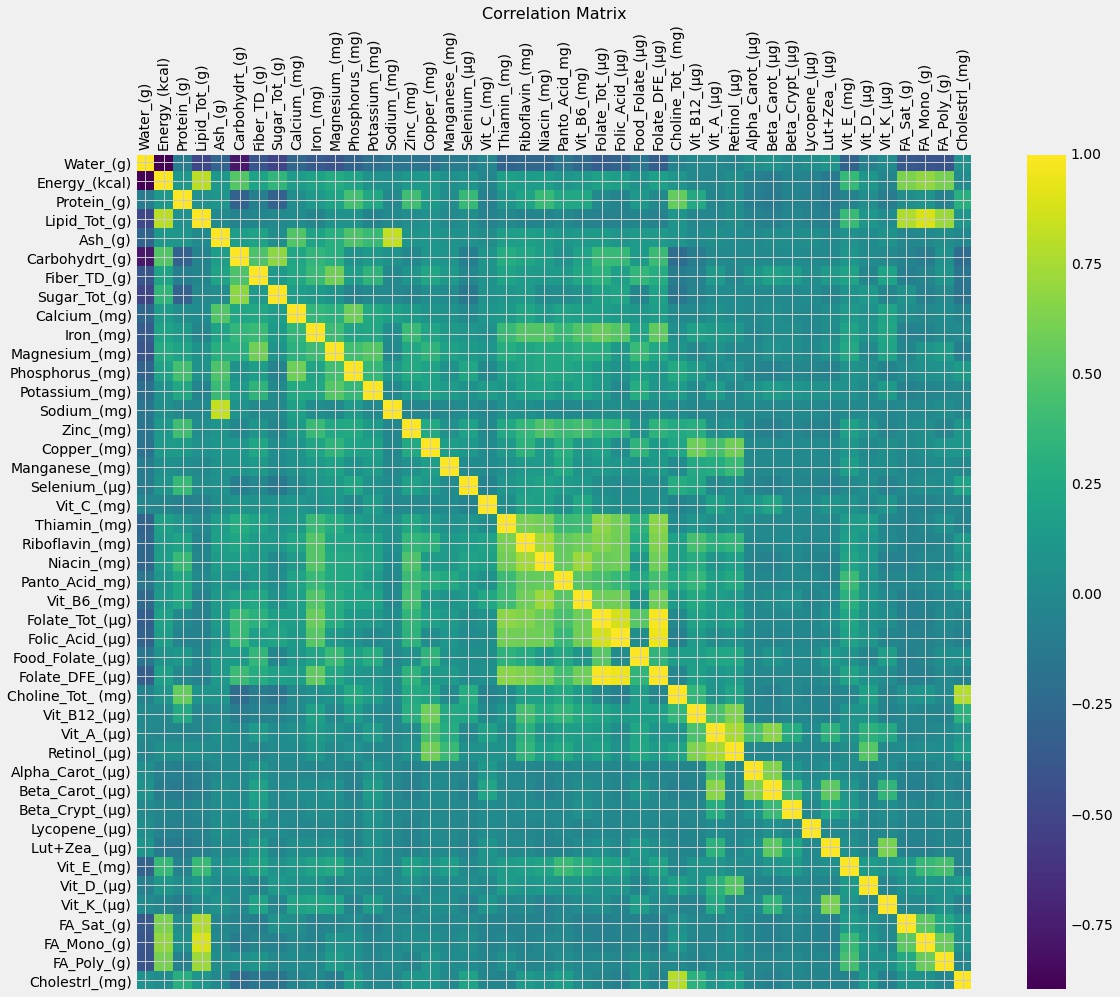 Correlation Matrix
Water_(g)
Energy_(kcal)
Protein_(g)
Lipid_Tot_(g)
Ash_(g)
Carbohydrt_(g)
Fiber_TD_(g)
Sugar_Tot_(g)
Calcium_(mg)
Iron_(mg)
Magnesium_(mg)
Phosphorus_(mg)
Potassium_(mg)
Sodium_(mg)
Zinc_(mg)
Copper_(mg)
Manganese_(mg)
Selenium_(µg)
Vit_C_(mg)
Thiamin_(mg)
Riboflavin_(mg)
Niacin_(mg)
Panto_Acid_mg)
Vit_B6_(mg)
Folate_Tot_(µg)
Folic_Acid_(µg)
Food_Folate_(µg)
Folate_DFE_(µg)
Choline_Tot_ (mg)
Vit_B12_(µg)
Vit_A_(µg)
Retinol_(µg)
Alpha_Carot_(µg)
Beta_Carot_(µg)
Beta_Crypt_(µg)
Lycopene_(µg)
Lut+Zea_ (µg)
Vit_E_(mg)
Vit_D_(µg)
Vit_K_(µg)
FA_Sat_(g)
FA_Mono_(g)
FA_Poly_(g)
Cholestrl_(mg)
Water_(g)
Energy_(kcal)
Protein_(g)
Lipid_Tot_(g)
Ash_(g)
Carbohydrt_(g)
Fiber_TD_(g)
Sugar_Tot_(g)
Calcium_(mg)
Iron_(mg)
Magnesium_(mg)
Phosphorus_(mg)
Potassium_(mg)
Sodium_(mg)
Zinc_(mg)
Copper_(mg)
Manganese_(mg)
Selenium_(µg)
Vit_C_(mg)
Thiamin_(mg)
Riboflavin_(mg)
Niacin_(mg)
Panto_Acid_mg)
Vit_B6_(mg)
Folate_Tot_(µg)
Folic_Acid_(µg)
Food_Folate_(µg)
Folate_DFE_(µg)
Choline_Tot_ (mg)
Vit_B12_(µg)
Vit_A_(µg)
Retinol_(µg)
Alpha_Carot_(µg)
Beta_Carot_(µg)
Beta_Crypt_(µg)
Lycopene_(µg)
Lut+Zea_ (µg)
Vit_E_(mg)
Vit_D_(µg)
Vit_K_(µg)
FA_Sat_(g)
FA_Mono_(g)
FA_Poly_(g)
Cholestrl_(mg)
1.00
0.75
0.50
0.25
0.00
−0.25
−0.50
−0.75